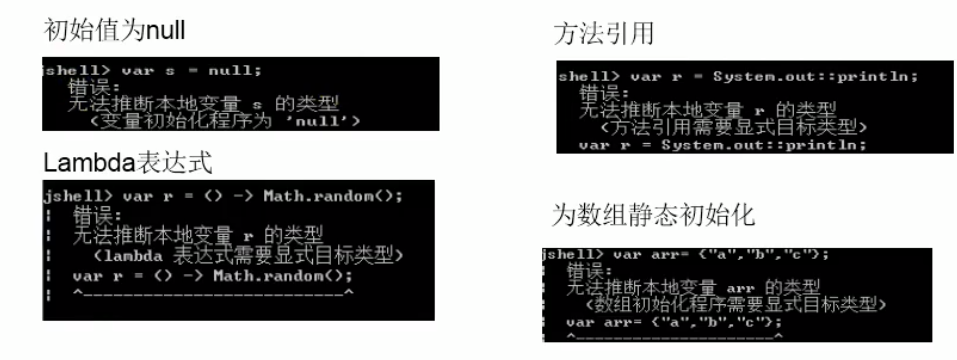 初始值为null
jshell> var s = null;
错误:
无法推断本地变量 s 的类型
(变量初始化程序为 'null')
Lambda表达式
jshell> var r = () -> Math.random();
|   错误:
|   无法推断本地变量 r 的类型
|     (lambda 表达式需要显式目标类型)
|   var r = () -> Math.random();
|   ^--------------------------^
方法引用
shell> var r = System.out::println;
错误:
无法推断本地变量 r 的类型
(方法引用需要显式目标类型)
var r = System.out::println;
为数组静态初始化
jshell> var arr= {"a","b","c"};
|   错误:
|   无法推断本地变量 arr 的类型
|     (数组初始化程序需要显式目标类型)
|   var arr= {"a","b","c"};
|   ^---------------------^